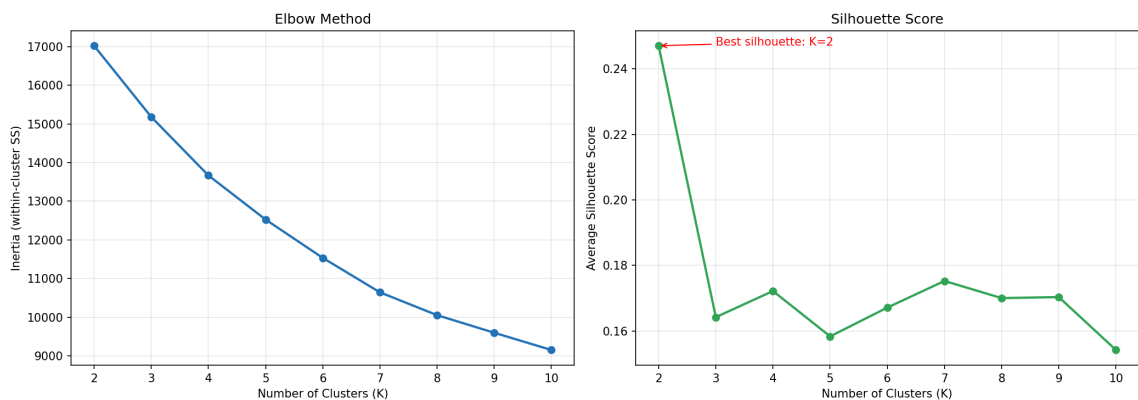 Elbow Method
17000
16000
15000
14000
13000
12000
11000
10000
9000
Inertia (within-cluster SS)
2 3 4 5 6 7 8 9 10
Number of Clusters (K)
Silhouette Score
Best silhouette: K=2
0.24
0.22
0.20
0.18
0.16
Average Silhouette Score
2 3 4 5 6 7 8 9 10
Number of Clusters (K)